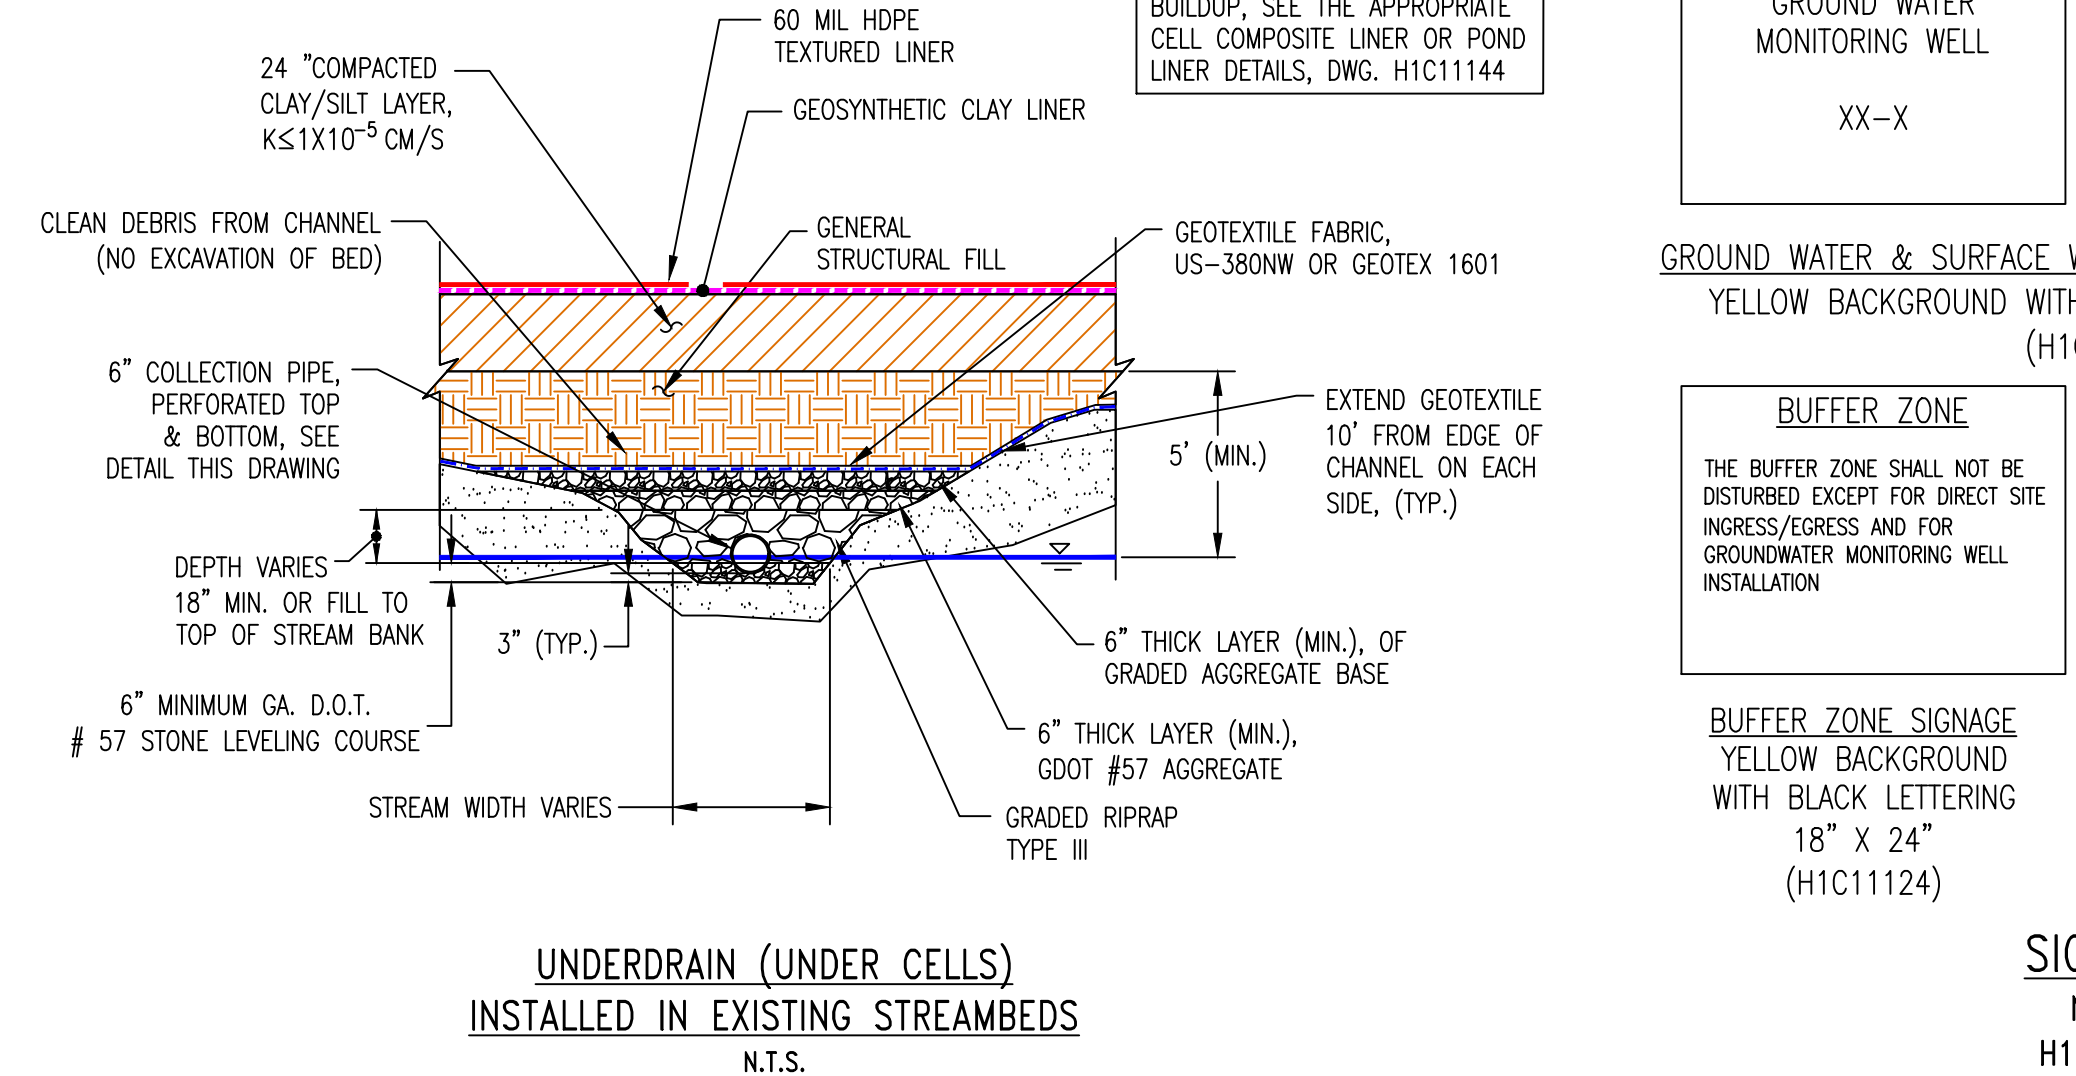 60 MIL HDPE
TEXTURED LINER
24 "COMPACTED
CLAY/SILT LAYER,
K≤1X10⁻⁵ CM/S
GEOSYNTHETIC CLAY LINER
BUILDUP, SEE THE APPROPRIATE
CELL COMPOSITE LINER OR POND
LINER DETAILS, DWG. H1C11144
CLEAN DEBRIS FROM CHANNEL
(NO EXCAVATION OF BED)
GENERAL
STRUCTURAL FILL
GEOTEXTILE FABRIC,
US-380NW OR GEOTEX 1601
6" COLLECTION PIPE,
PERFORATED TOP
& BOTTOM, SEE
DETAIL THIS DRAWING
5' (MIN.)
EXTEND GEOTEXTILE
10' FROM EDGE OF
CHANNEL ON EACH
SIDE, (TYP.)
DEPTH VARIES
18" MIN. OR FILL TO
TOP OF STREAM BANK
3" (TYP.)
6" THICK LAYER (MIN.), OF
GRADED AGGREGATE BASE
6" MINIMUM GA. D.O.T.
# 57 STONE LEVELING COURSE
6" THICK LAYER (MIN.),
GDOT #57 AGGREGATE
STREAM WIDTH VARIES
GRADED RIPRAP
TYPE III
UNDERDRAIN (UNDER CELLS)
INSTALLED IN EXISTING STREAMBEDS
N.T.S.
GROUND WATER
MONITORING WELL
XX-X
GROUND WATER & SURFACE W
YELLOW BACKGROUND WITH
(H1C
BUFFER ZONE
THE BUFFER ZONE SHALL NOT BE
DISTURBED EXCEPT FOR DIRECT SITE
INGRESS/EGRESS AND FOR
GROUNDWATER MONITORING WELL
INSTALLATION
BUFFER ZONE SIGNAGE
YELLOW BACKGROUND
WITH BLACK LETTERING
18" X 24"
(H1C11124)
SIG
H1